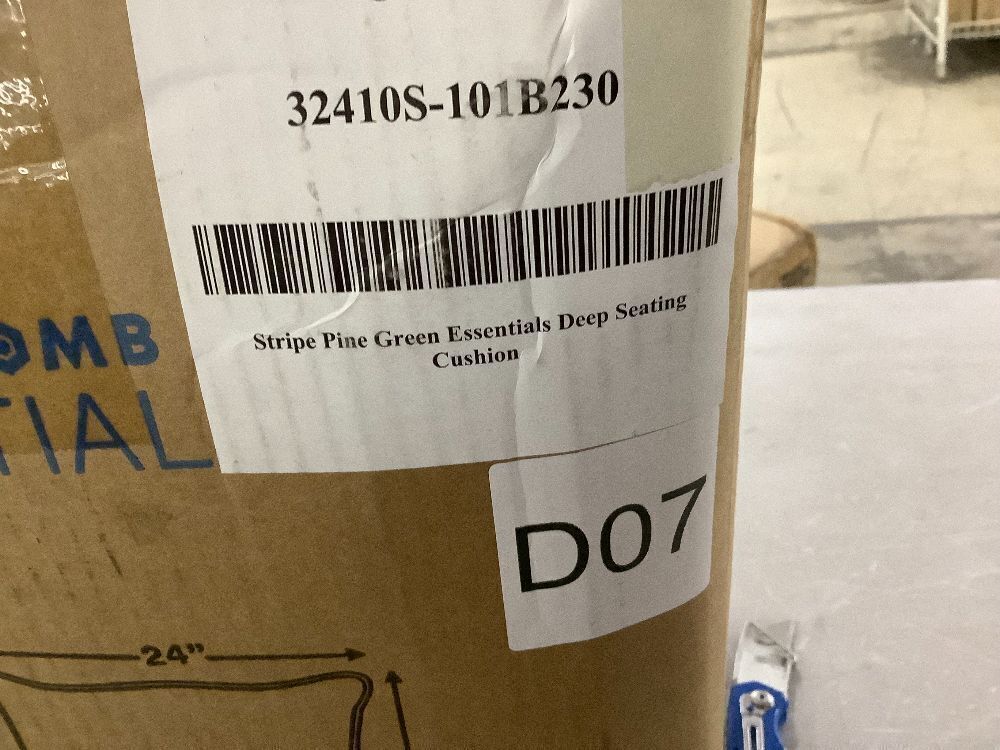 32410S-101B230
Stripe Pine Green Essentials Deep Seating
Cushion
OMB
TIAL
D07
24”